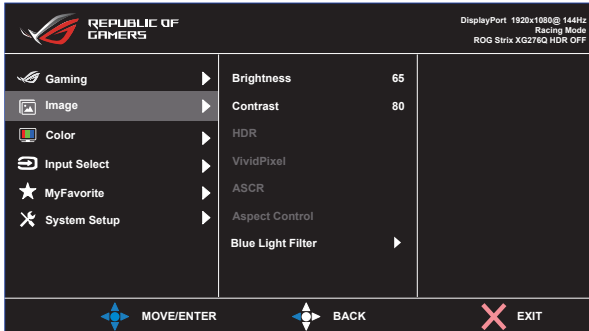 REPUBLIC OF
GAMERS
DisplayPort 1920x1080@ 144Hz
Racing Mode
ROG Strix XG276Q HDR OFF
Gaming
Image
Color
Input Select
MyFavorite
System Setup
Brightness 65
Contrast 80
HDR
VividPixel
ASCR
Aspect Control
Blue Light Filter
MOVE/ENTER
BACK
EXIT